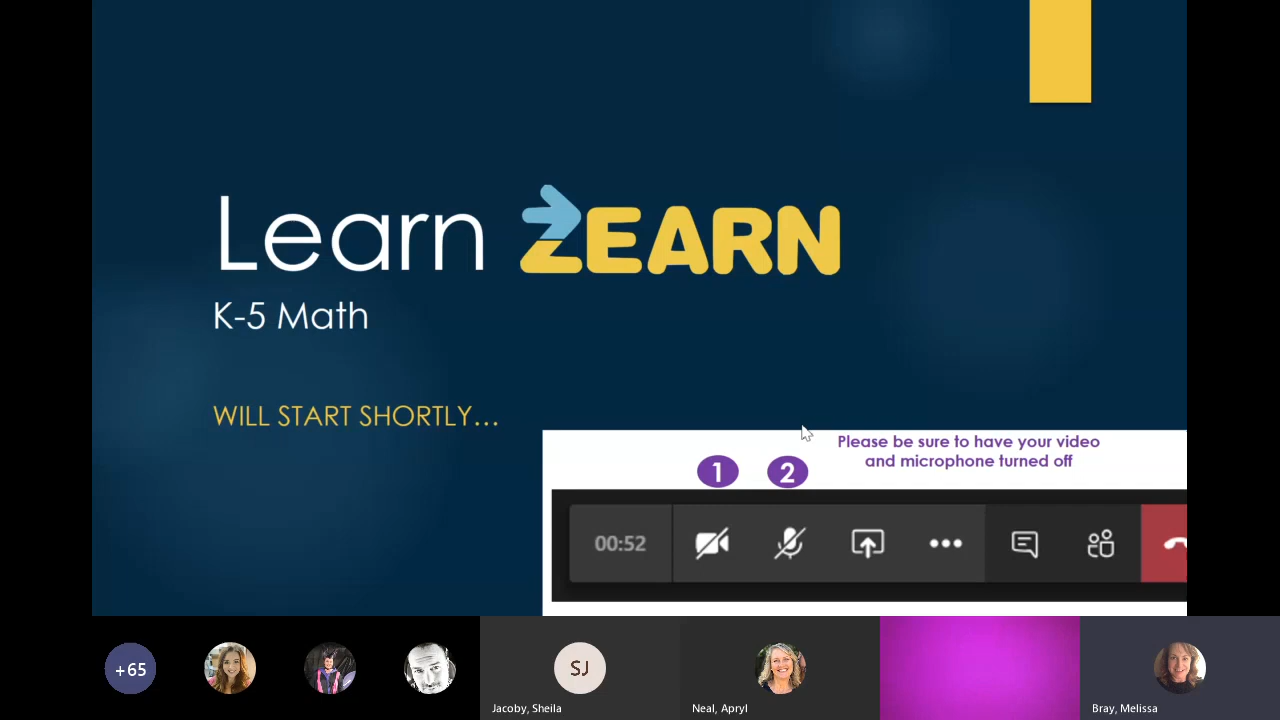 Learn ZEARN
K-5 Math
WILL START SHORTLY...
Please be sure to have your video
and microphone turned off
1 2
00:52
+65
SJ
Jacoby, Sheila
Neal, Apryl
Bray, Melissa